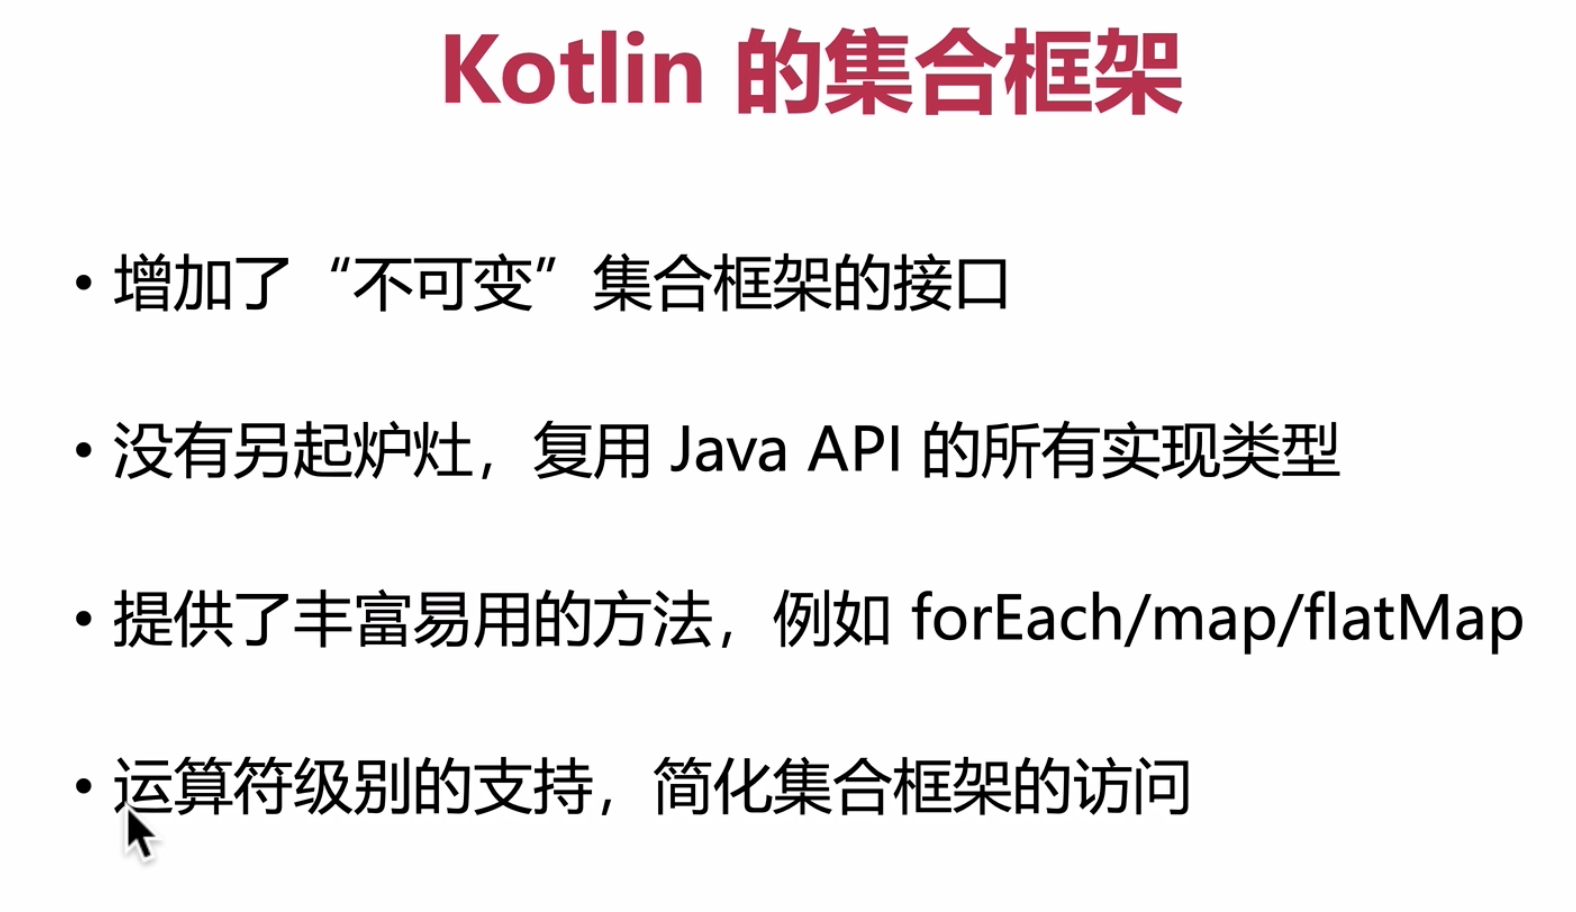 Kotlin 的集合框架
• 增加了“不可变”集合框架的接口
• 没有另起炉灶，复用 Java API 的所有实现类型
• 提供了丰富易用的方法，例如 forEach/map/flatMap
• 运算符级别的支持，简化集合框架的访问